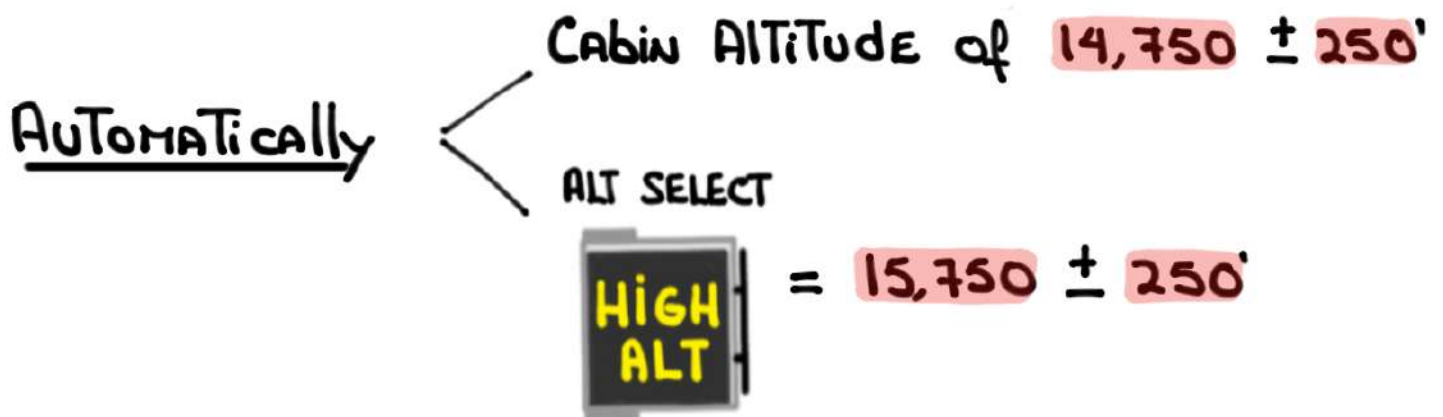 Cabin Altitude of 14,750 ± 250'
Automatically
ALT SELECT
HIGH
ALT
= 15,750 ± 250'